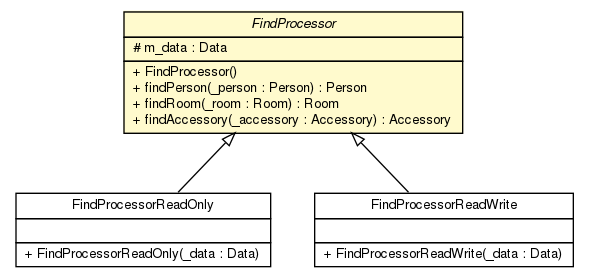 FindProcessor
# m_data : Data
+ FindProcessor()
+ findPerson(_person : Person) : Person
+ findRoom(_room : Room) : Room
+ findAccessory(_accessory : Accessory) : Accessory
FindProcessorReadOnly
+ FindProcessorReadOnly(_data : Data)
FindProcessorReadWrite
+ FindProcessorReadWrite(_data : Data)